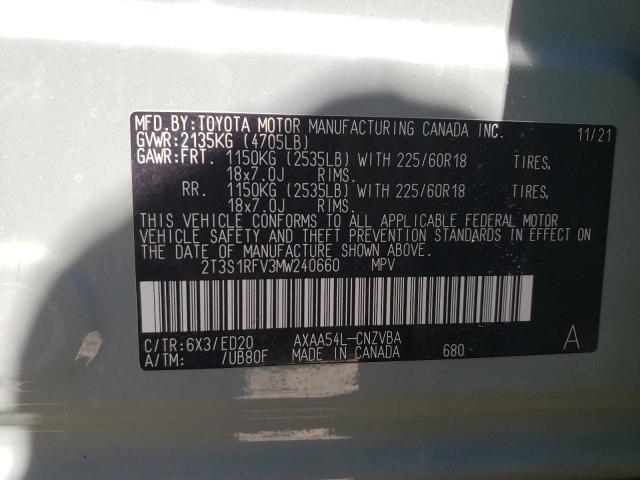 MFD.BY:TOYOTA MOTOR MANUFACTURING CANADA INC. 11/21
GVWR:2135KG (4705LB)
GAWR:FRT. 1150KG (2535LB) WITH 225/60R18 TIRES,
18x7.0J RIMS.
RR. 1150KG (2535LB) WITH 225/60R18 TIRES,
18x7.0J RIMS.
THIS VEHICLE CONFORMS TO ALL APPLICABLE FEDERAL MOTOR
VEHICLE SAFETY AND THEFT PREVENTION STANDARDS IN EFFECT ON
THE DATE OF MANUFACTURE SHOWN ABOVE.
2T3S1RFV3MW240660 MPV
C/TR:6X3/ED20 AXAA54L-CNZVBA
A/TM: /UB80F MADE IN CANADA 680 A